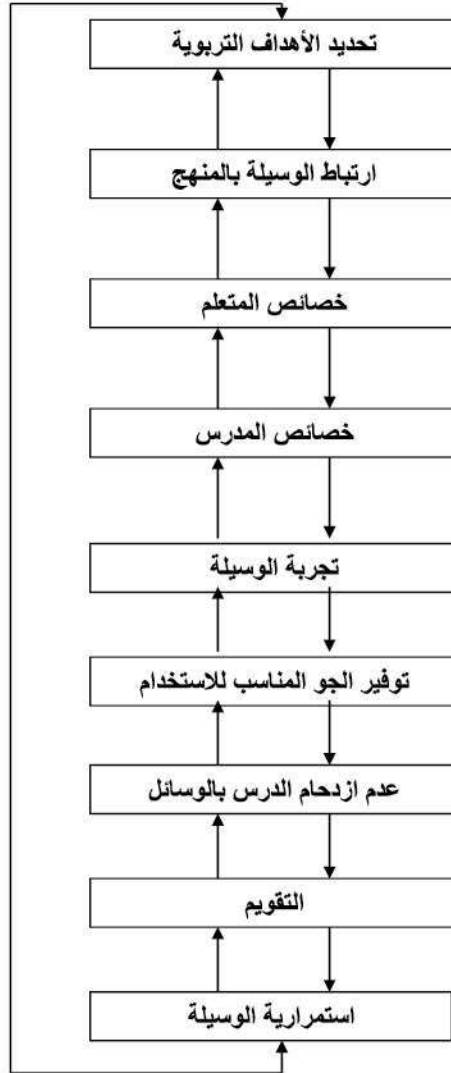 تحديد الأهداف التربوية
ارتباط الوسيلة بالمنهج
خصائص المتعلم
خصائص المدرس
تجربة الوسيلة
توفير الجو المناسب للاستخدام
عدم ازدحام الدرس بالوسائل
التقويم
استمرارية الوسيلة